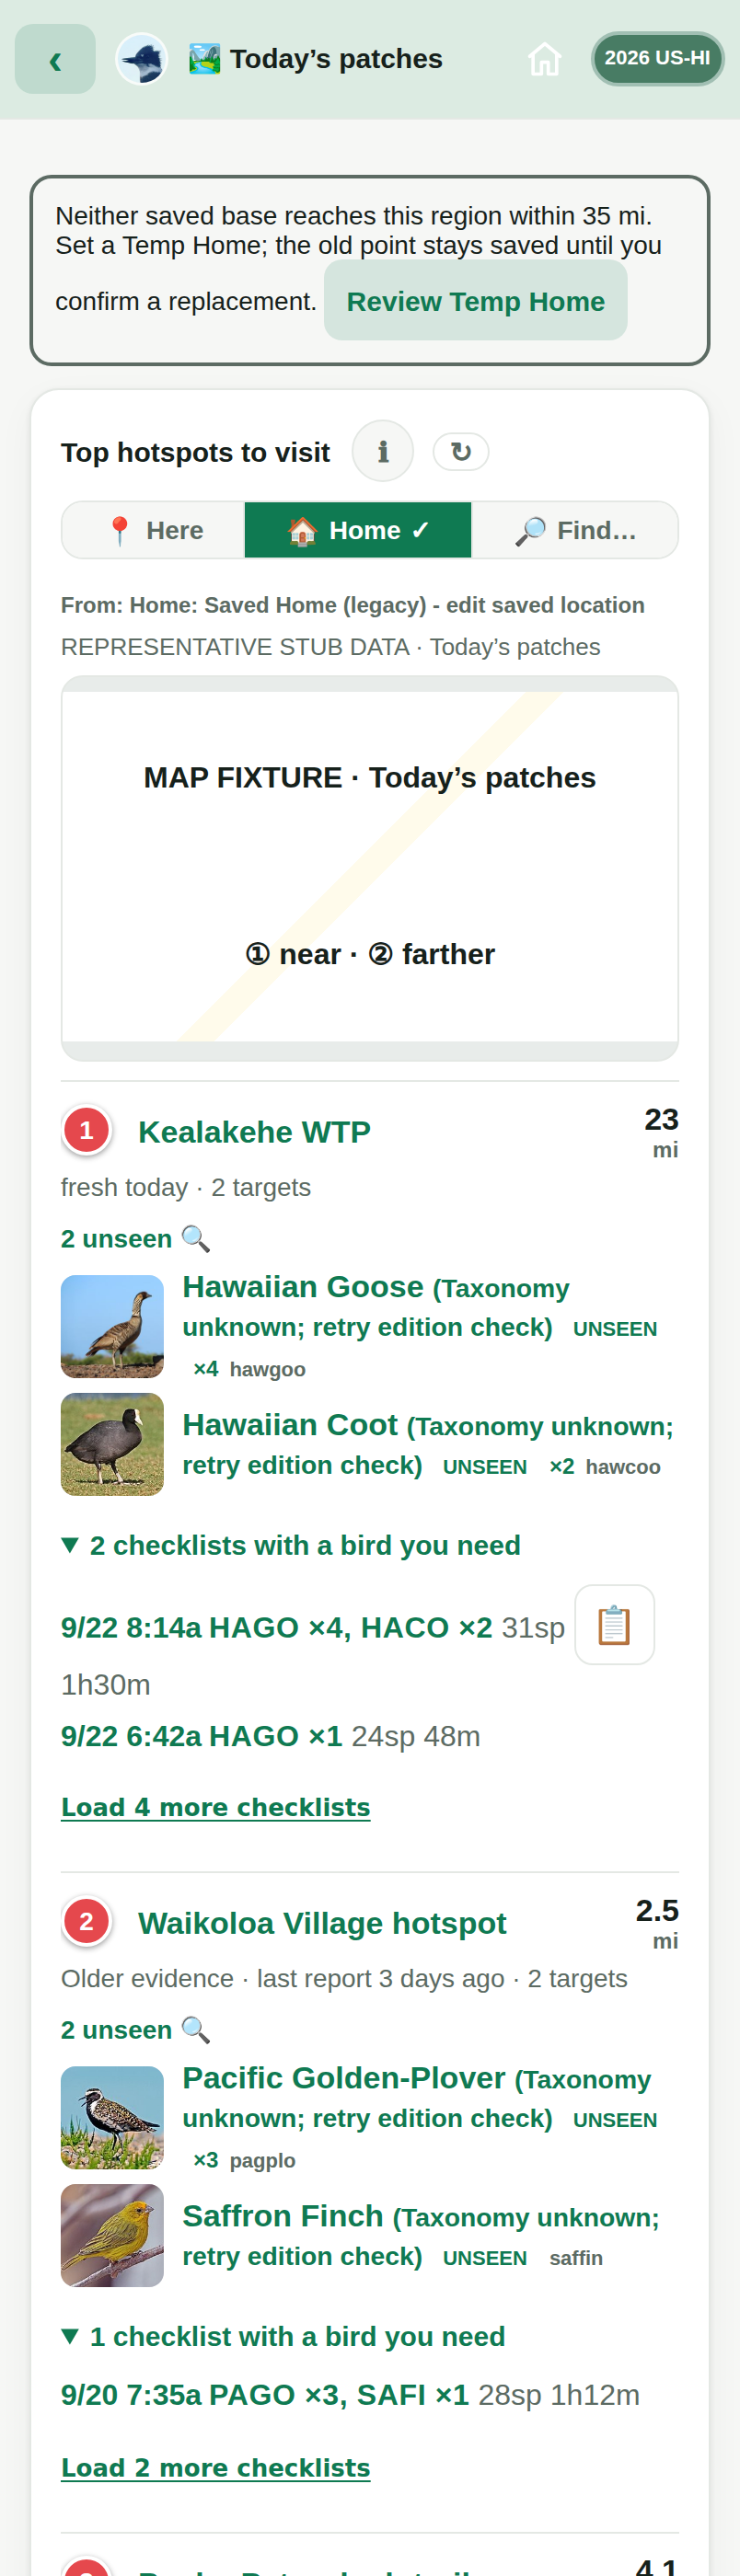 ‹ 🏞️ Today’s patches 2026 US-HI
Neither saved base reaches this region within 35 mi.
Set a Temp Home; the old point stays saved until you
confirm a replacement. Review Temp Home
Top hotspots to visit ℹ ↻
📍 Here 🏠 Home ✓ 🔎 Find…
From: Home: Saved Home (legacy) - edit saved location
REPRESENTATIVE STUB DATA · Today’s patches
MAP FIXTURE · Today’s patches
① near · ② farther
1 Kealakehe WTP 23
mi
fresh today · 2 targets
2 unseen 🔍
Hawaiian Goose (Taxonomy
unknown; retry edition check) UNSEEN
×4 hawgoo
Hawaiian Coot (Taxonomy unknown;
retry edition check) UNSEEN ×2 hawcoo
▼ 2 checklists with a bird you need
9/22 8:14a HAGO ×4, HACO ×2 31sp 📋
1h30m
9/22 6:42a HAGO ×1 24sp 48m
Load 4 more checklists
2 Waikoloa Village hotspot 2.5
mi
Older evidence · last report 3 days ago · 2 targets
2 unseen 🔍
Pacific Golden-Plover (Taxonomy
unknown; retry edition check) UNSEEN
×3 pagplo
Saffron Finch (Taxonomy unknown;
retry edition check) UNSEEN saffin
▼ 1 checklist with a bird you need
9/20 7:35a PAGO ×3, SAFI ×1 28sp 1h12m
Load 2 more checklists
4.1